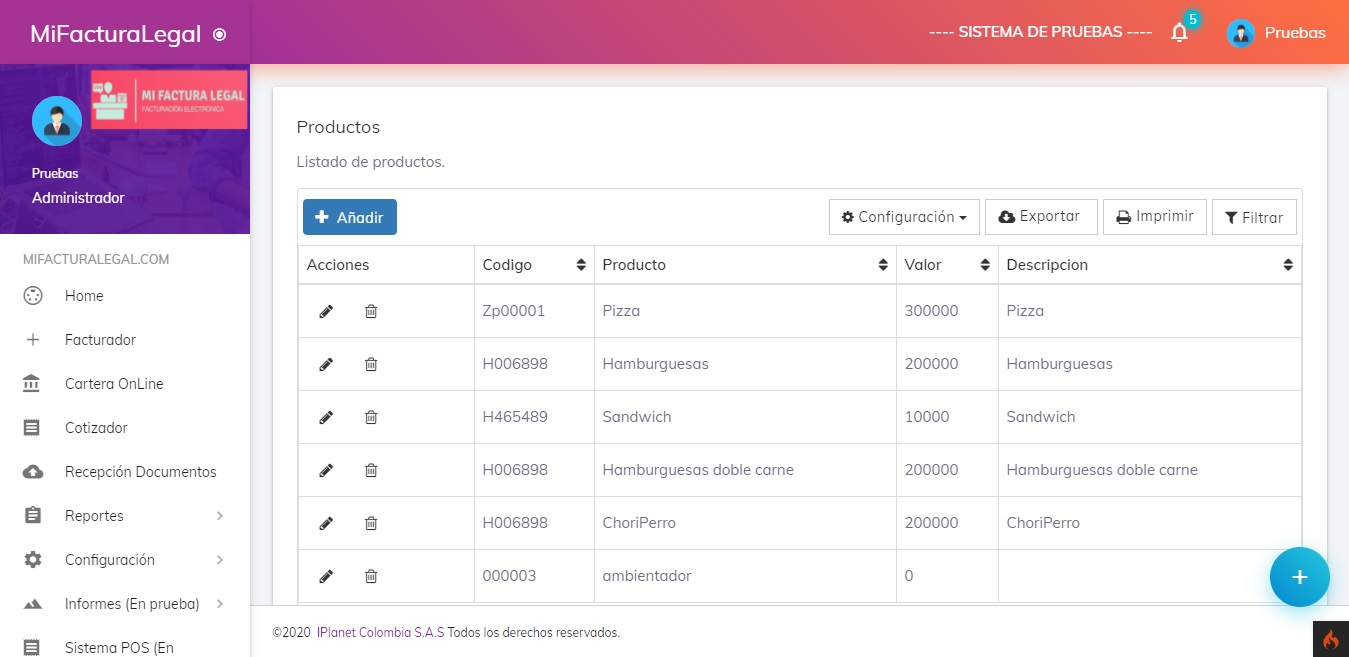 MiFacturaLegal
---- SISTEMA DE PRUEBAS ----
5
Pruebas
MI FACTURA LEGAL
FACTURACIÓN ELECTRÓNICA
Pruebas
Administrador
MIFACTURALEGAL.COM
Home
Facturador
Cartera OnLine
Cotizador
Recepción Documentos
Reportes
Configuración
Informes (En prueba)
Sistema POS (En
Productos
Listado de productos.
Añadir
Configuración
Exportar
Imprimir
Filtrar
Acciones Codigo Producto Valor Descripcion
Zp00001 Pizza 300000 Pizza
H006898 Hamburguesas 200000 Hamburguesas
H465489 Sandwich 10000 Sandwich
H006898 Hamburguesas doble carne 200000 Hamburguesas doble carne
H006898 ChoriPerro 200000 ChoriPerro
000003 ambientador 0
©2020 IPlanet Colombia S.A.S Todos los derechos reservados.